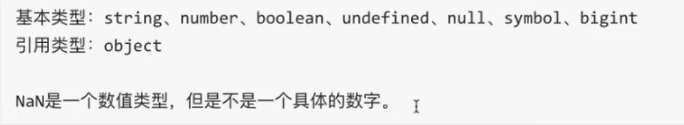 基本类型：string、number、boolean、undefined、null、symbol、bigint
引用类型：object
NaN是一个数值类型，但是不是一个具体的数字。